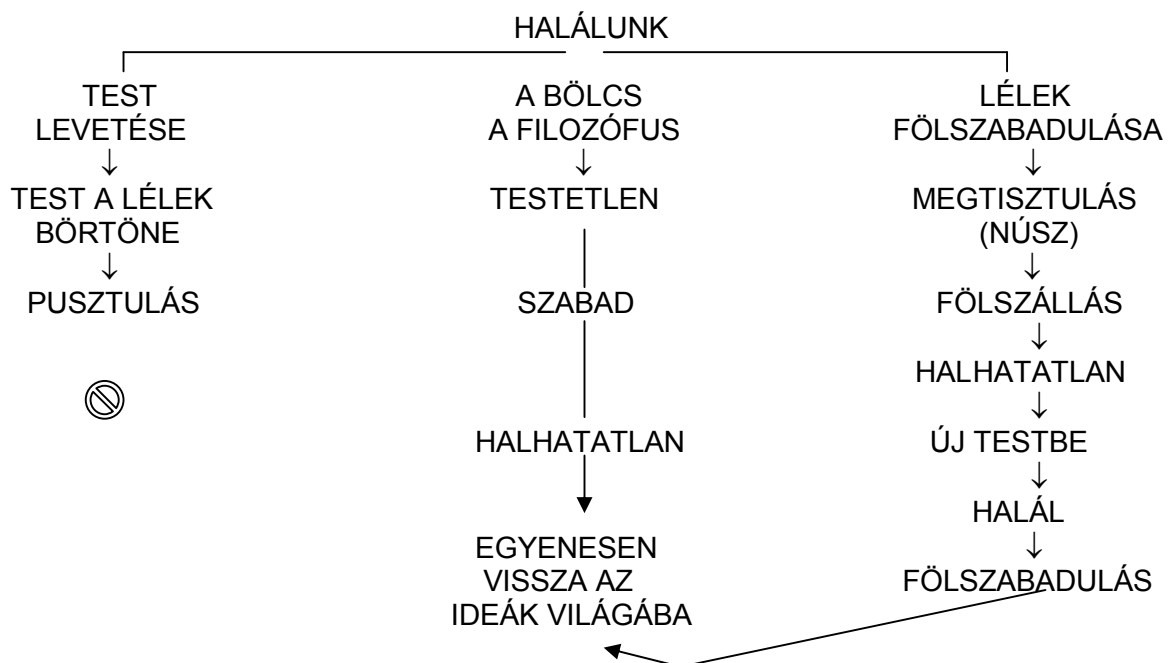 HALÁLUNK
TEST
LEVETÉSE
↓
TEST A LÉLEK
BÖRTÖNE
↓
PUSZTULÁS
A BÖLCS
A FILOZÓFUS
↓
TESTETLEN
SZABAD
HALHATATLAN
EGYENESEN
VISSZA AZ
IDEÁK VILÁGÁBA
LÉLEK
FÖLSZABADULÁSA
↓
MEGTISZTULÁS
(NÚSZ)
↓
FÖLSZÁLLÁS
↓
HALHATATLAN
↓
ÚJ TESTBE
↓
HALÁL
↓
FÖLSZABADULÁS